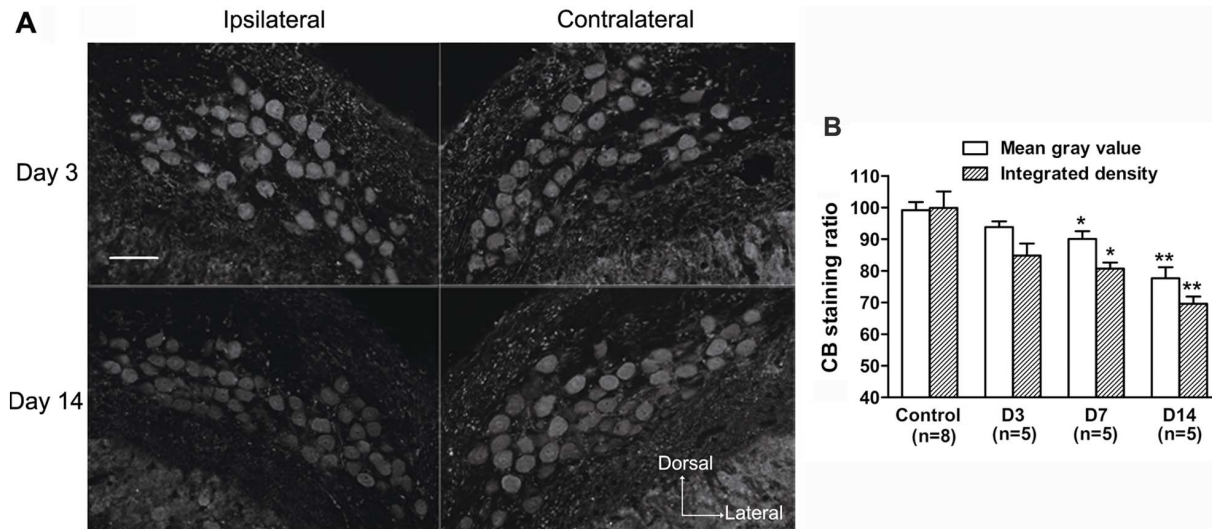 A
Ipsilateral
Contralateral
Day 3
Day 14
Dorsal
Lateral
B
Mean gray value
Integrated density
CB staining ratio
110
100
90
80
70
60
50
40
*
*
**
**
Control
(n=8)
D3
(n=5)
D7
(n=5)
D14
(n=5)